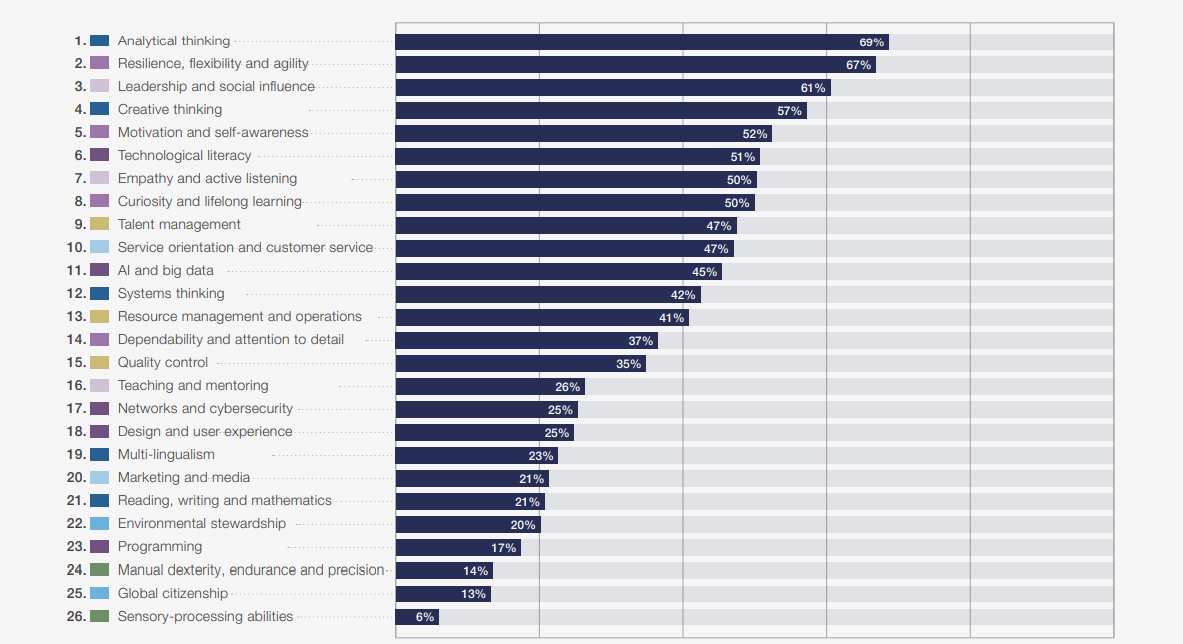 1. Analytical thinking 69%
2. Resilience, flexibility and agility 67%
3. Leadership and social influence 61%
4. Creative thinking 57%
5. Motivation and self-awareness 52%
6. Technological literacy 51%
7. Empathy and active listening 50%
8. Curiosity and lifelong learning 50%
9. Talent management 47%
10. Service orientation and customer service 47%
11. AI and big data 45%
12. Systems thinking 42%
13. Resource management and operations 41%
14. Dependability and attention to detail 37%
15. Quality control 35%
16. Teaching and mentoring 26%
17. Networks and cybersecurity 25%
18. Design and user experience 25%
19. Multi-lingualism 23%
20. Marketing and media 21%
21. Reading, writing and mathematics 21%
22. Environmental stewardship 20%
23. Programming 17%
24. Manual dexterity, endurance and precision 14%
25. Global citizenship 13%
26. Sensory-processing abilities 6%